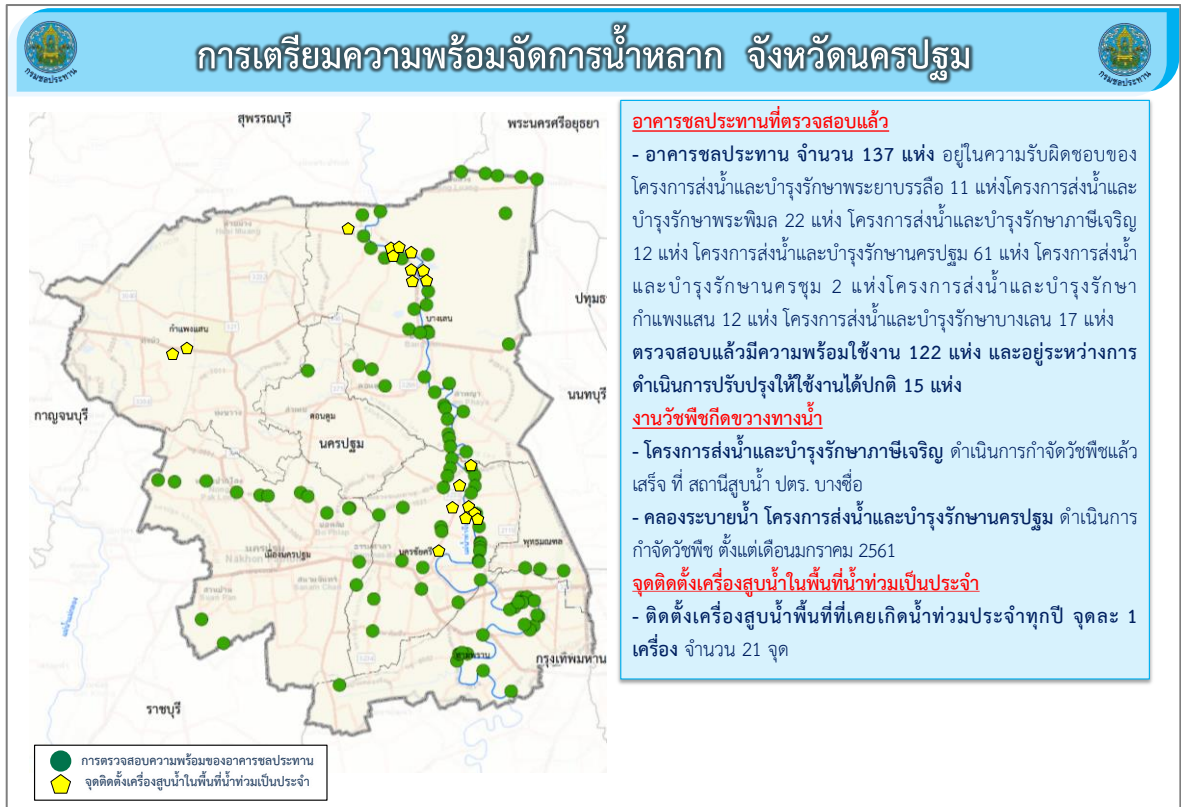 การเตรียมความพร้อมจัดการน้ำหลาก จังหวัดนครปฐม
กรมชลประทาน
กรมชลประทาน
สุพรรณบุรี
พระนครศรีอยุธยา
กำแพงแสน
บางเลน
ปทุมธ
นนทบุรี
กาญจนบุรี
ดอนตูม
นครปฐม
นครชัยศรี
พุทธมณฑล
เมืองนครปฐม
สามพราน
กรุงเทพมหาน
ราชบุรี
การตรวจสอบความพร้อมของอาคารชลประทาน
จุดติดตั้งเครื่องสูบน้ำในพื้นที่น้ำท่วมเป็นประจำ
อาคารชลประทานที่ตรวจสอบแล้ว
- อาคารชลประทาน จำนวน 137 แห่ง อยู่ในความรับผิดชอบของ
โครงการส่งน้ำและบำรุงรักษาพระยาบรรลือ 11 แห่งโครงการส่งน้ำและ
บำรุงรักษาพระพิมล 22 แห่ง โครงการส่งน้ำและบำรุงรักษาภาษีเจริญ
12 แห่ง โครงการส่งน้ำและบำรุงรักษานครปฐม 61 แห่ง โครงการส่งน้ำ
และบำรุงรักษานครชุม 2 แห่งโครงการส่งน้ำและบำรุงรักษา
กำแพงแสน 12 แห่ง โครงการส่งน้ำและบำรุงรักษาบางเลน 17 แห่ง
ตรวจสอบแล้วมีความพร้อมใช้งาน 122 แห่ง และอยู่ระหว่างการ
ดำเนินการปรับปรุงให้ใช้งานได้ปกติ 15 แห่ง
งานวัชพืชกีดขวางทางน้ำ
- โครงการส่งน้ำและบำรุงรักษาภาษีเจริญ ดำเนินการกำจัดวัชพืชแล้ว
เสร็จ ที่ สถานีสูบน้ำ ปตร. บางซื่อ
- คลองระบายน้ำ โครงการส่งน้ำและบำรุงรักษานครปฐม ดำเนินการ
กำจัดวัชพืช ตั้งแต่เดือนมกราคม 2561
จุดติดตั้งเครื่องสูบน้ำในพื้นที่น้ำท่วมเป็นประจำ
- ติดตั้งเครื่องสูบน้ำพื้นที่ที่เคยเกิดน้ำท่วมประจำทุกปี จุดละ 1
เครื่อง จำนวน 21 จุด